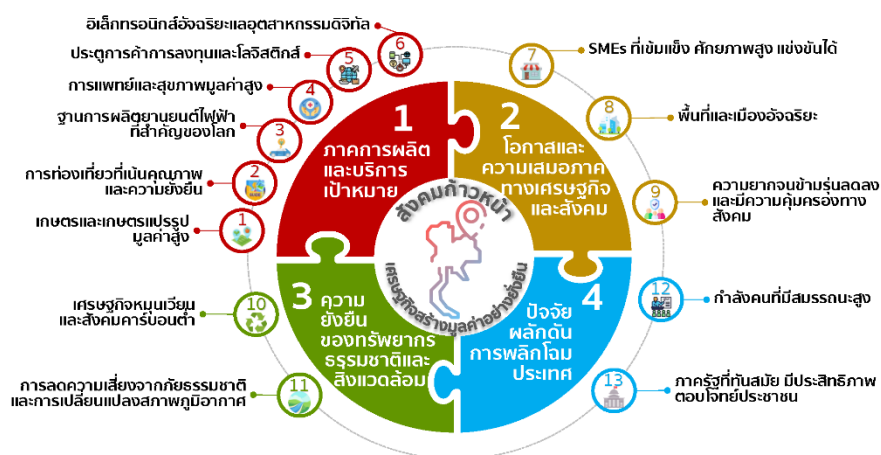 อิเล็กทรอนิกส์อัจฉริยะและอุตสาหกรรมดิจิทัล
6
ประตูการค้าการลงทุนและโลจิสติกส์
5
การแพทย์และสุขภาพมูลค่าสูง
4
ฐานการผลิตยานยนต์ไฟฟ้า
ที่สำคัญของโลก
3
การท่องเที่ยวที่เน้นคุณภาพ
และความยั่งยืน
2
เกษตรและเกษตรแปรรูป
มูลค่าสูง
1
1
ภาคการผลิต
และบริการ
เป้าหมาย
2
โอกาสและ
ความเสมอภาค
ทางเศรษฐกิจ
และสังคม
7
SMEs ที่เข้มแข็ง ศักยภาพสูง แข่งขันได้
8
พื้นที่และเมืองอัจฉริยะ
9
ความยากจนข้ามรุ่นลดลง
และมีความคุ้มครองทาง
สังคม
สังคมก้าวหน้า
เศรษฐกิจสร้างมูลค่าอย่างยั่งยืน
3
ความ
ยั่งยืน
ของทรัพยากร
ธรรมชาติและ
สิ่งแวดล้อม
4
ปัจจัย
ผลักดัน
การพลิกโฉม
ประเทศ
เศรษฐกิจหมุนเวียน
และสังคมคาร์บอนต่ำ
10
การลดความเสี่ยงจากภัยธรรมชาติ
และการเปลี่ยนแปลงสภาพภูมิอากาศ
11
12
กำลังคนที่มีสมรรถนะสูง
13
ภาครัฐที่ทันสมัย มีประสิทธิภาพ
ตอบโจทย์ประชาชน